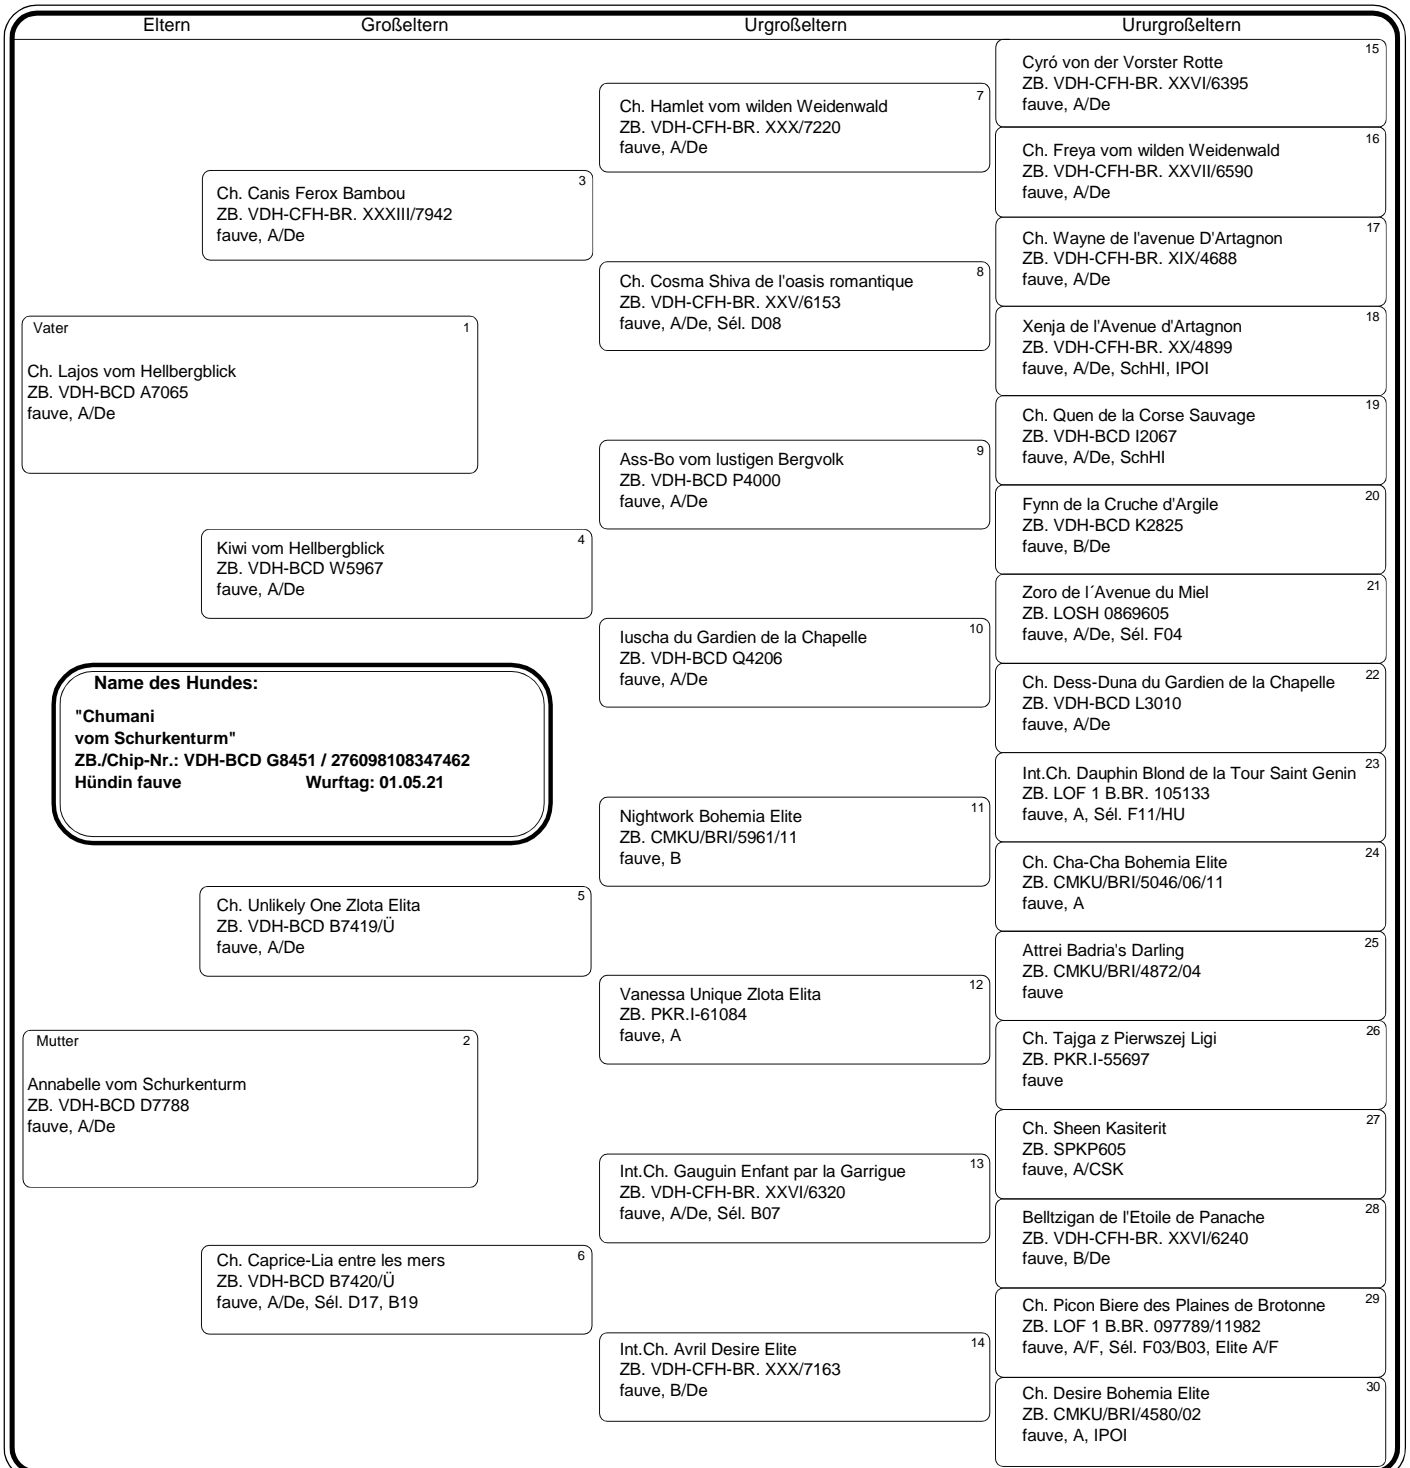 Eltern
Großeltern
Urgroßeltern
Ururgroßeltern
Vater
1
Ch. Lajos vom Hellbergblick
ZB. VDH-BCD A7065
fauve, A/De
Name des Hundes:
"Chumani
vom Schurkenturm"
ZB./Chip-Nr.: VDH-BCD G8451 / 276098108347462
Hündin fauve Wurftag: 01.05.21
Mutter
2
Annabelle vom Schurkenturm
ZB. VDH-BCD D7788
fauve, A/De
3
Ch. Canis Ferox Bambou
ZB. VDH-CFH-BR. XXXIII/7942
fauve, A/De
4
Kiwi vom Hellbergblick
ZB. VDH-BCD W5967
fauve, A/De
5
Ch. Unlikely One Zlota Elita
ZB. VDH-BCD B7419/Ü
fauve, A/De
6
Ch. Caprice-Lia entre les mers
ZB. VDH-BCD B7420/Ü
fauve, A/De, Sél. D17, B19
7
Ch. Hamlet vom wilden Weidenwald
ZB. VDH-CFH-BR. XXX/7220
fauve, A/De
8
Ch. Cosma Shiva de l'oasis romantique
ZB. VDH-CFH-BR. XXV/6153
fauve, A/De, Sél. D08
9
Ass-Bo vom lustigen Bergvolk
ZB. VDH-BCD P4000
fauve, A/De
10
Iuscha du Gardien de la Chapelle
ZB. VDH-BCD Q4206
fauve, A/De
11
Nightwork Bohemia Elite
ZB. CMKU/BRI/5961/11
fauve, B
12
Vanessa Unique Zlota Elita
ZB. PKR.I-61084
fauve, A
13
Int.Ch. Gauguin Enfant par la Garrigue
ZB. VDH-CFH-BR. XXVI/6320
fauve, A/De, Sél. B07
14
Int.Ch. Avril Desire Elite
ZB. VDH-CFH-BR. XXX/7163
fauve, B/De
15
Cyró von der Vorster Rotte
ZB. VDH-CFH-BR. XXVI/6395
fauve, A/De
16
Ch. Freya vom wilden Weidenwald
ZB. VDH-CFH-BR. XXVII/6590
fauve, A/De
17
Ch. Wayne de l'avenue D'Artagnon
ZB. VDH-CFH-BR. XIX/4688
fauve, A/De
18
Xenja de l'Avenue d'Artagnon
ZB. VDH-CFH-BR. XX/4899
fauve, A/De, SchHI, IPOI
19
Ch. Quen de la Corse Sauvage
ZB. VDH-BCD I2067
fauve, A/De, SchHI
20
Fynn de la Cruche d'Argile
ZB. VDH-BCD K2825
fauve, B/De
21
Zoro de l´Avenue du Miel
ZB. LOSH 0869605
fauve, A/De, Sél. F04
22
Ch. Dess-Duna du Gardien de la Chapelle
ZB. VDH-BCD L3010
fauve, A/De
23
Int.Ch. Dauphin Blond de la Tour Saint Genin
ZB. LOF 1 B.BR. 105133
fauve, A, Sél. F11/HU
24
Ch. Cha-Cha Bohemia Elite
ZB. CMKU/BRI/5046/06/11
fauve, A
25
Attrei Badria's Darling
ZB. CMKU/BRI/4872/04
fauve
26
Ch. Tajga z Pierwszej Ligi
ZB. PKR.I-55697
fauve
27
Ch. Sheen Kasiterit
ZB. SPKP605
fauve, A/CSK
28
Belltzigan de l'Etoile de Panache
ZB. VDH-CFH-BR. XXVI/6240
fauve, B/De
29
Ch. Picon Biere des Plaines de Brotonne
ZB. LOF 1 B.BR. 097789/11982
fauve, A/F, Sél. F03/B03, Elite A/F
30
Ch. Desire Bohemia Elite
ZB. CMKU/BRI/4580/02
fauve, A, IPOI